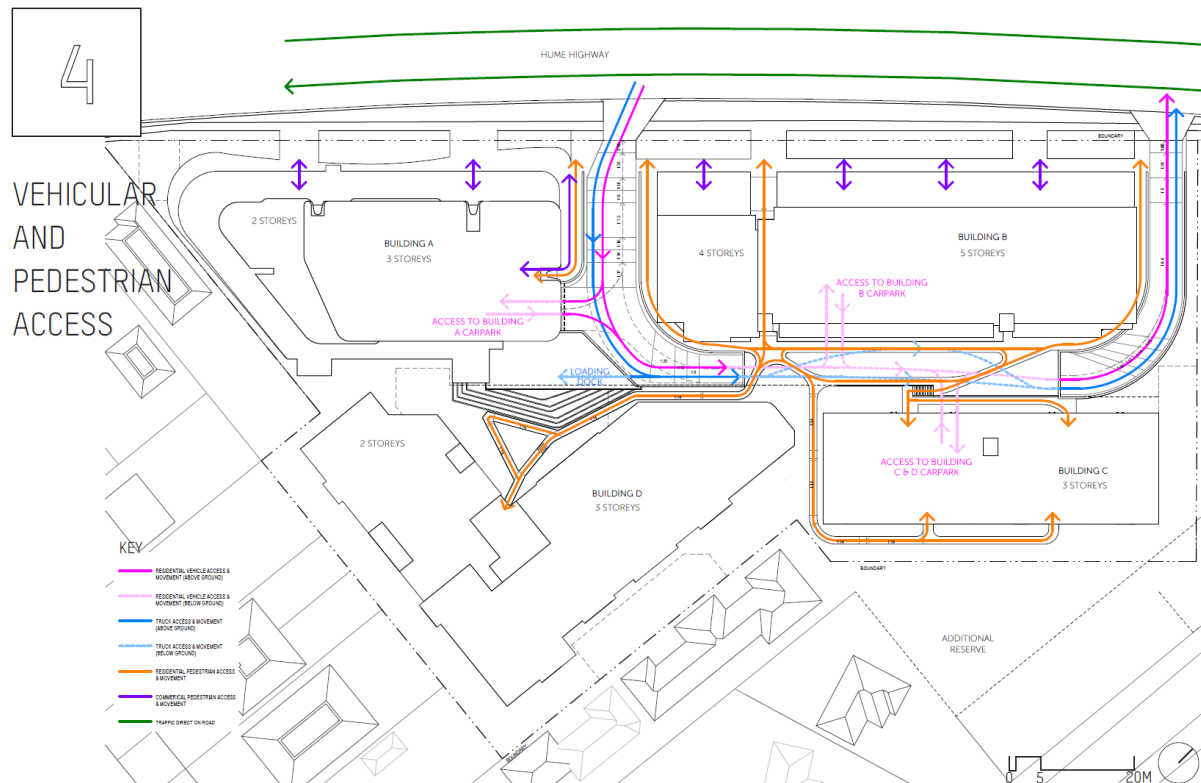 4
VEHICULAR
AND
PEDESTRIAN
ACCESS
HUME HIGHWAY
BOUNDARY
2 STOREYS
BUILDING A
3 STOREYS
4 STOREYS
BUILDING B
5 STOREYS
ACCESS TO BUILDING
A CARPARK
ACCESS TO BUILDING
B CARPARK
LOADING
DOCK
2 STOREYS
BUILDING D
3 STOREYS
ACCESS TO BUILDING
C & D CARPARK
BUILDING C
3 STOREYS
BOUNDARY
ADDITIONAL
RESERVE
BOUNDARY
KEY
RESIDENTIAL VEHICLE ACCESS &
MOVEMENT (ABOVE GROUND)
RESIDENTIAL VEHICLE ACCESS &
MOVEMENT (BELOW GROUND)
TRUCK ACCESS & MOVEMENT
(ABOVE GROUND)
TRUCK ACCESS & MOVEMENT
(BELOW GROUND)
RESIDENTIAL PEDESTRIAN ACCESS
& MOVEMENT
COMMERICAL PEDESTRIAN ACCESS
& MOVEMENT
TRAFFIC DIRECT ON ROAD
0 5 20M